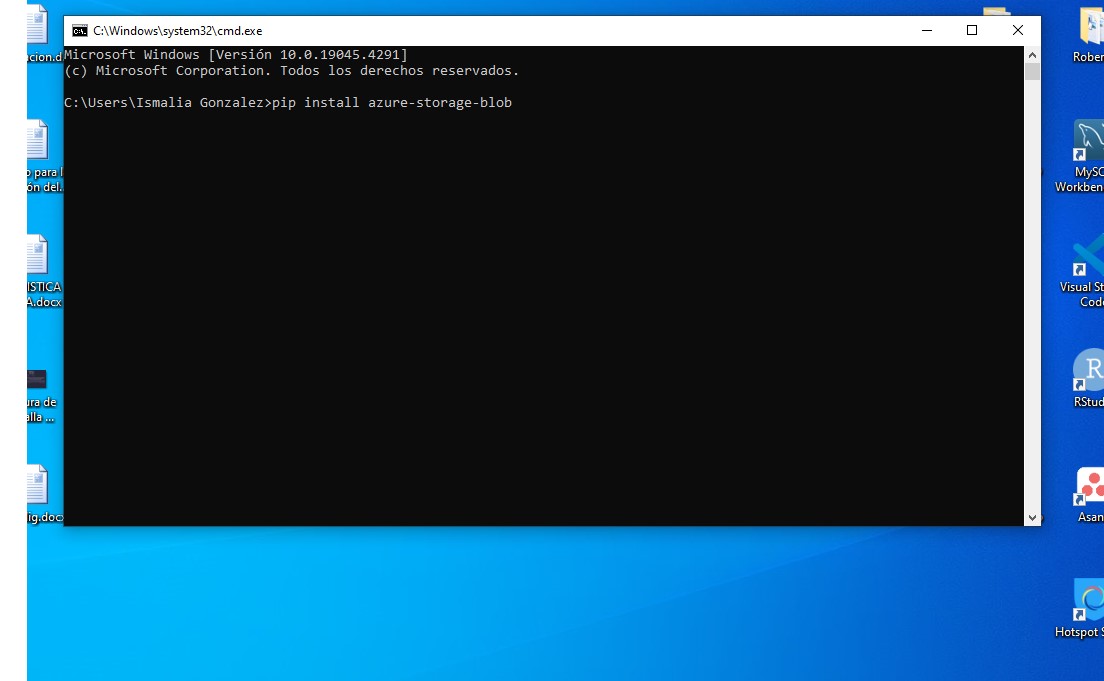 C:\Windows\system32\cmd.exe
Microsoft Windows [Versión 10.0.19045.4291]
(c) Microsoft Corporation. Todos los derechos reservados.
C:\Users\Ismalia Gonzalez>pip install azure-storage-blob
cion.d
o para l
ón del...
ISTICA
A.docx
ura de
alla ...
ig.docx
Rober
MySQ
Workben
Visual St
Code
R
RStud
Asan
Hotspot S